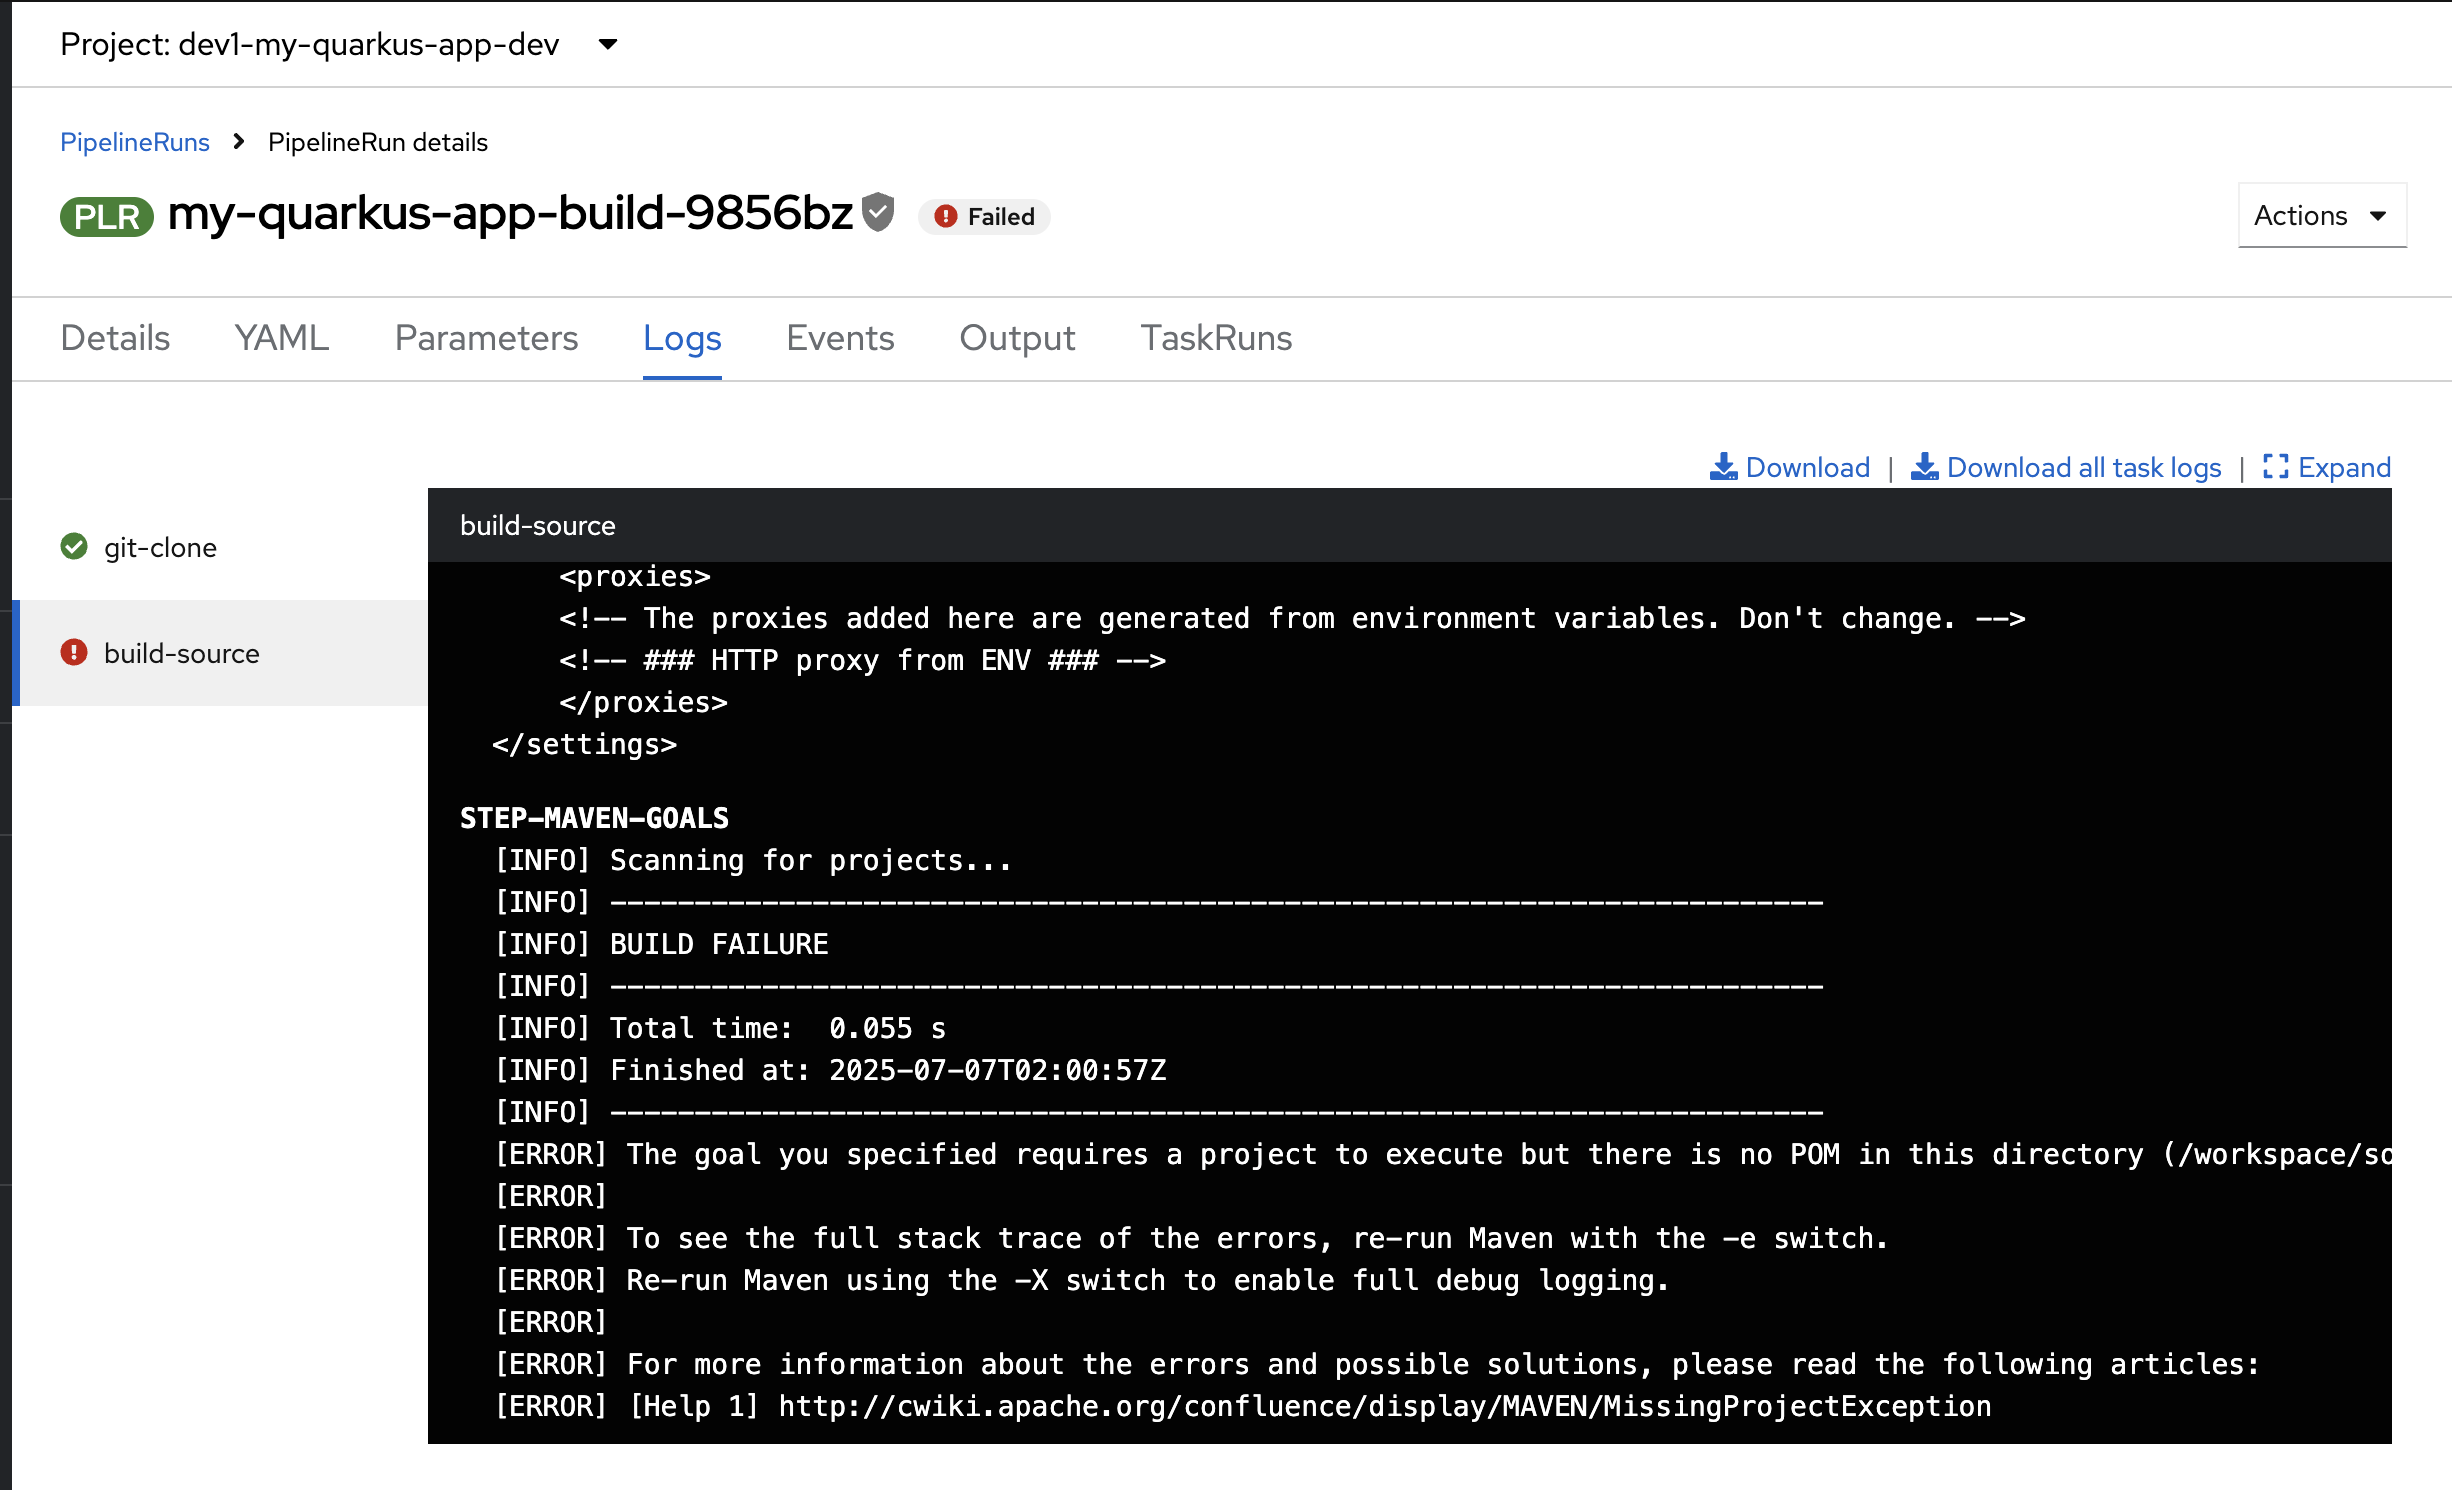 Project: dev1-my-quarkus-app-dev
PipelineRuns PipelineRun details
PLR my-quarkus-app-build-9856bz Failed
Actions
Details YAML Parameters Logs Events Output TaskRuns
Download | Download all task logs | Expand
git-clone
build-source
build-source
<proxies>
<!-- The proxies added here are generated from environment variables. Don't change. -->
<!-- ### HTTP proxy from ENV ### -->
</proxies>
</settings>
STEP-MAVEN-GOALS
[INFO] Scanning for projects...
[INFO] ------------------------------------------------------------------------
[INFO] BUILD FAILURE
[INFO] ------------------------------------------------------------------------
[INFO] Total time:  0.055 s
[INFO] Finished at: 2025-07-07T02:00:57Z
[INFO] ------------------------------------------------------------------------
[ERROR] The goal you specified requires a project to execute but there is no POM in this directory (/workspace/so
[ERROR]
[ERROR] To see the full stack trace of the errors, re-run Maven with the -e switch.
[ERROR] Re-run Maven using the -X switch to enable full debug logging.
[ERROR]
[ERROR] For more information about the errors and possible solutions, please read the following articles:
[ERROR] [Help 1] http://cwiki.apache.org/confluence/display/MAVEN/MissingProjectException